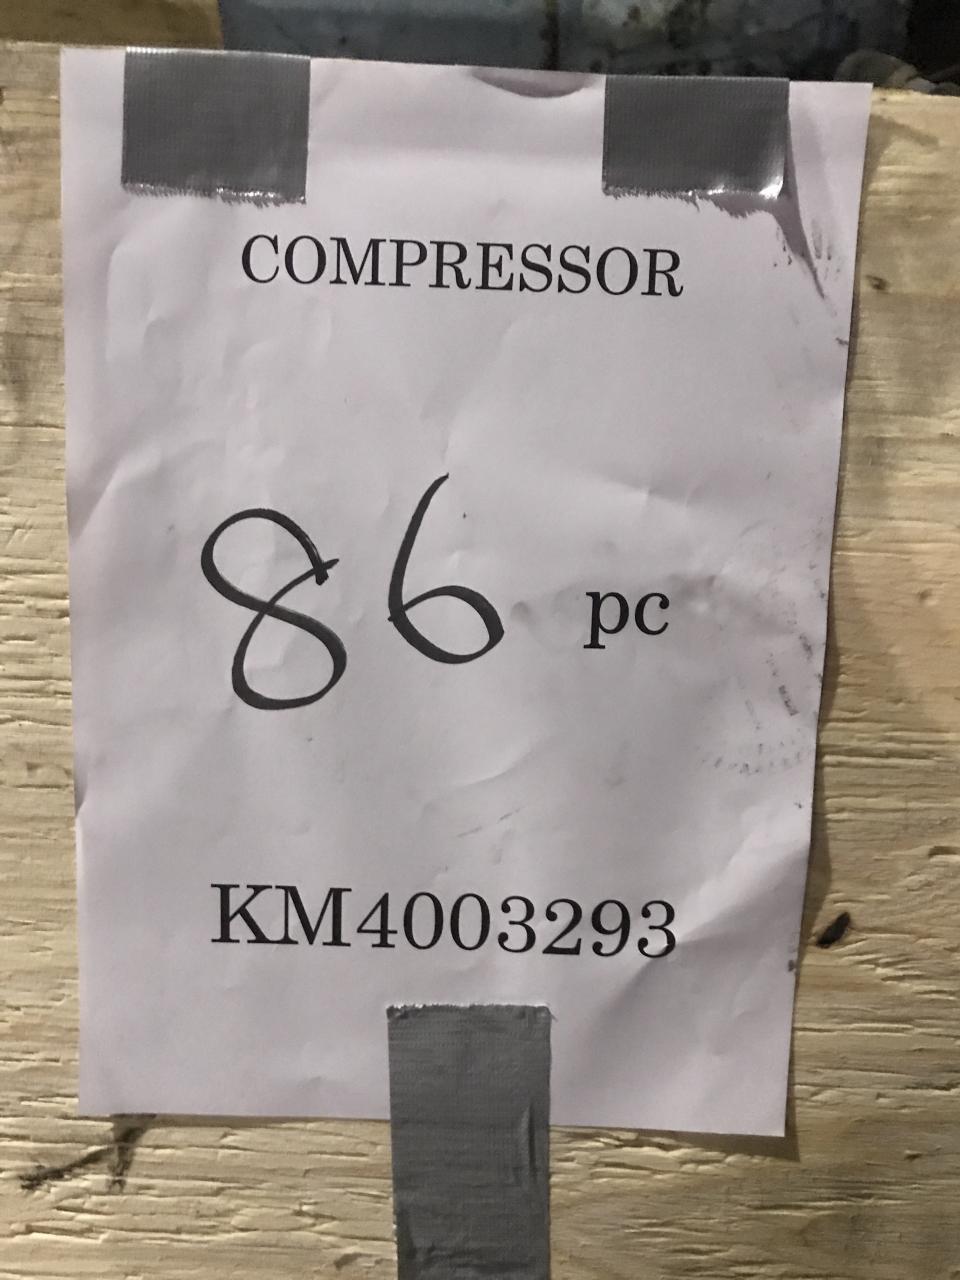 COMPRESSOR
86 pc
KM4003293